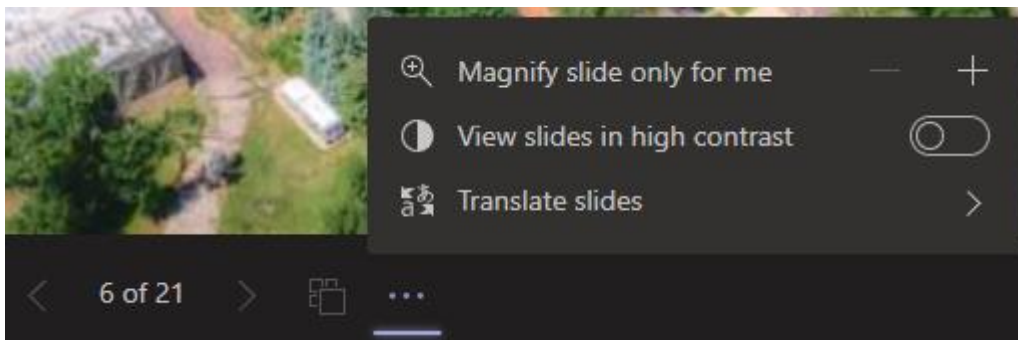 Magnify slide only for me
View slides in high contrast
Translate slides
6 of 21